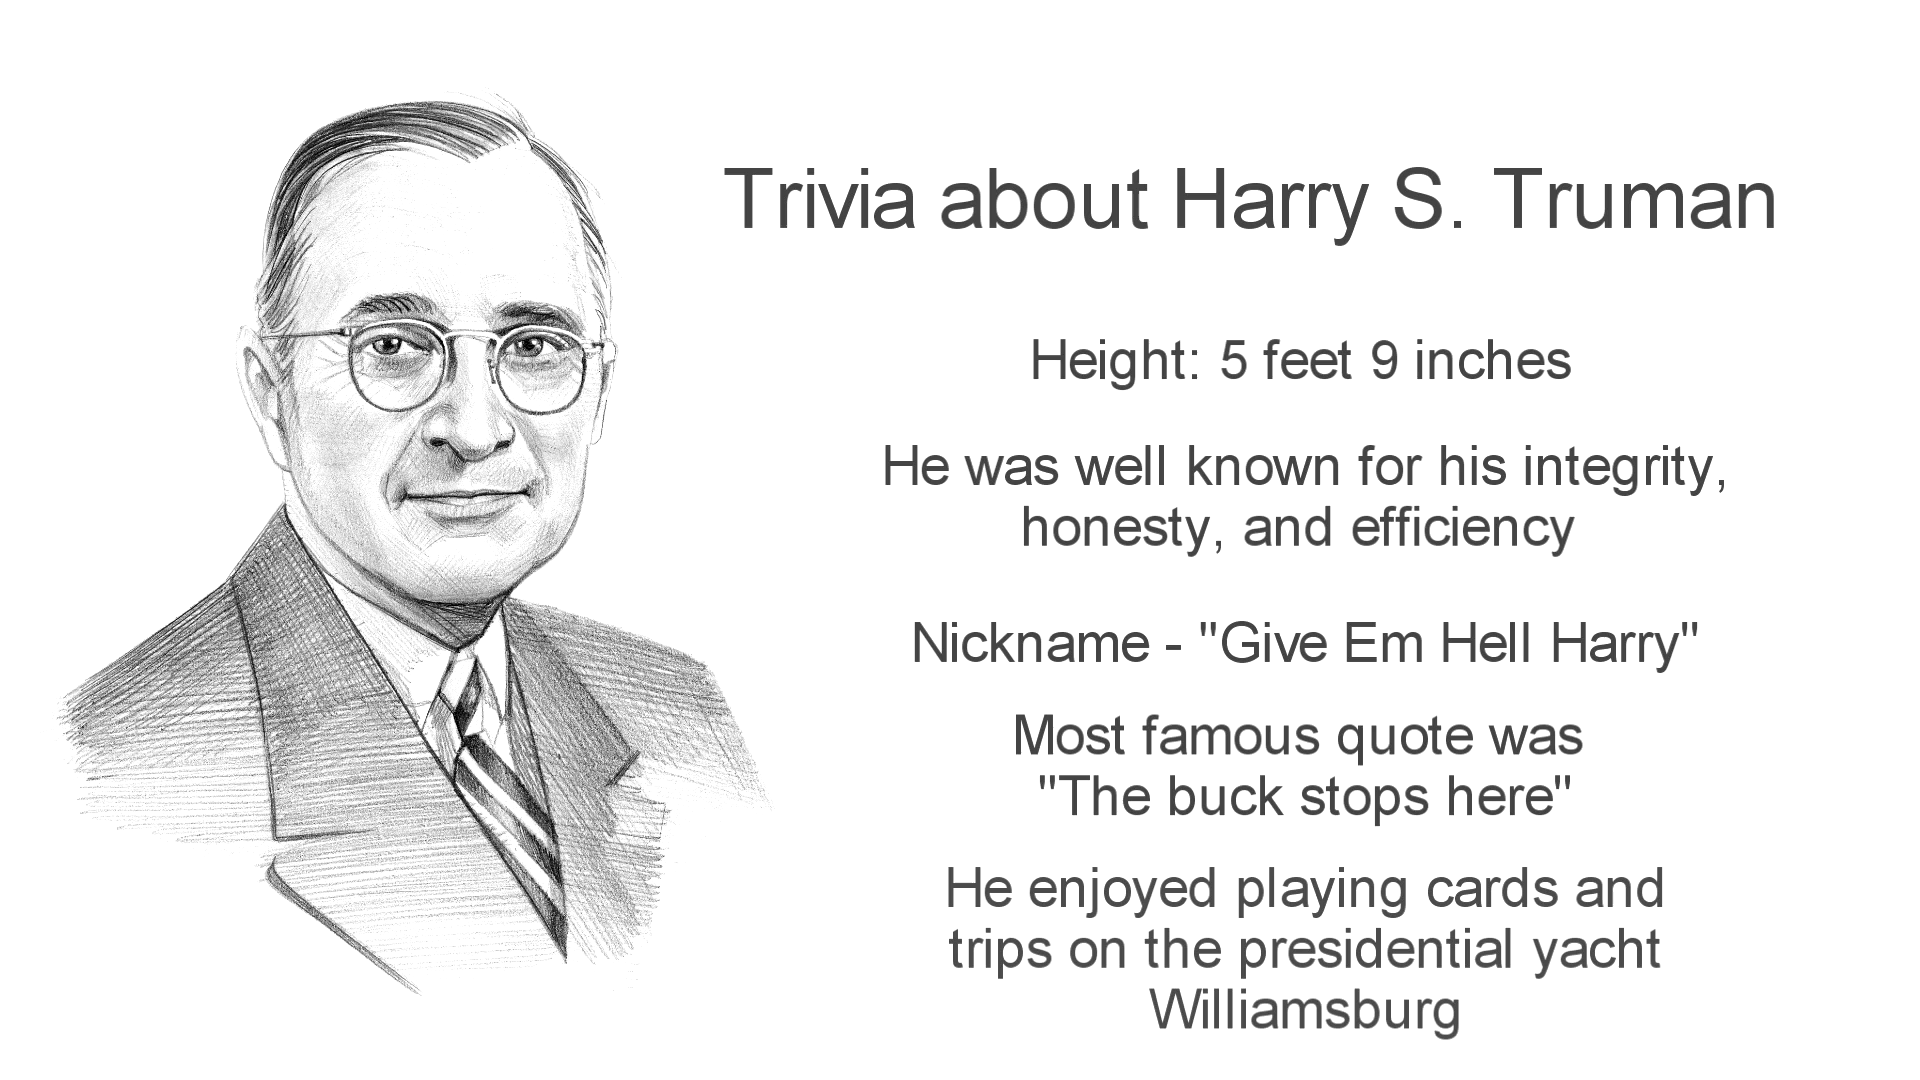 Trivia about Harry S. Truman
Height: 5 feet 9 inches
He was well known for his integrity,
honesty, and efficiency
Nickname - "Give Em Hell Harry"
Most famous quote was
"The buck stops here"
He enjoyed playing cards and
trips on the presidential yacht
Williamsburg